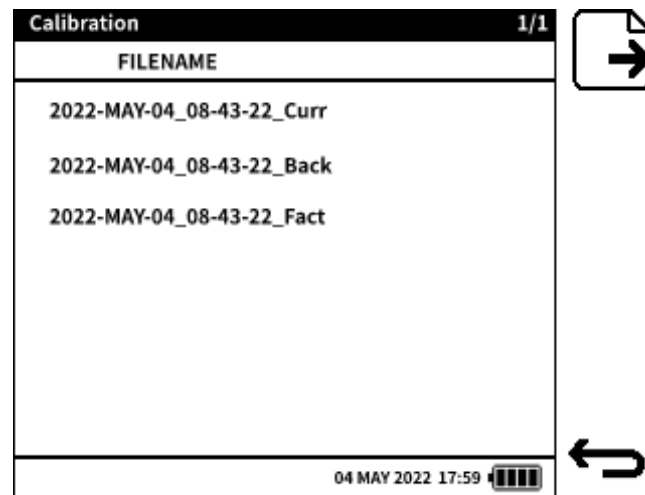 Calibration 1/1
FILENAME
2022-MAY-04_08-43-22_Curr
2022-MAY-04_08-43-22_Back
2022-MAY-04_08-43-22_Fact
04 MAY 2022 17:59